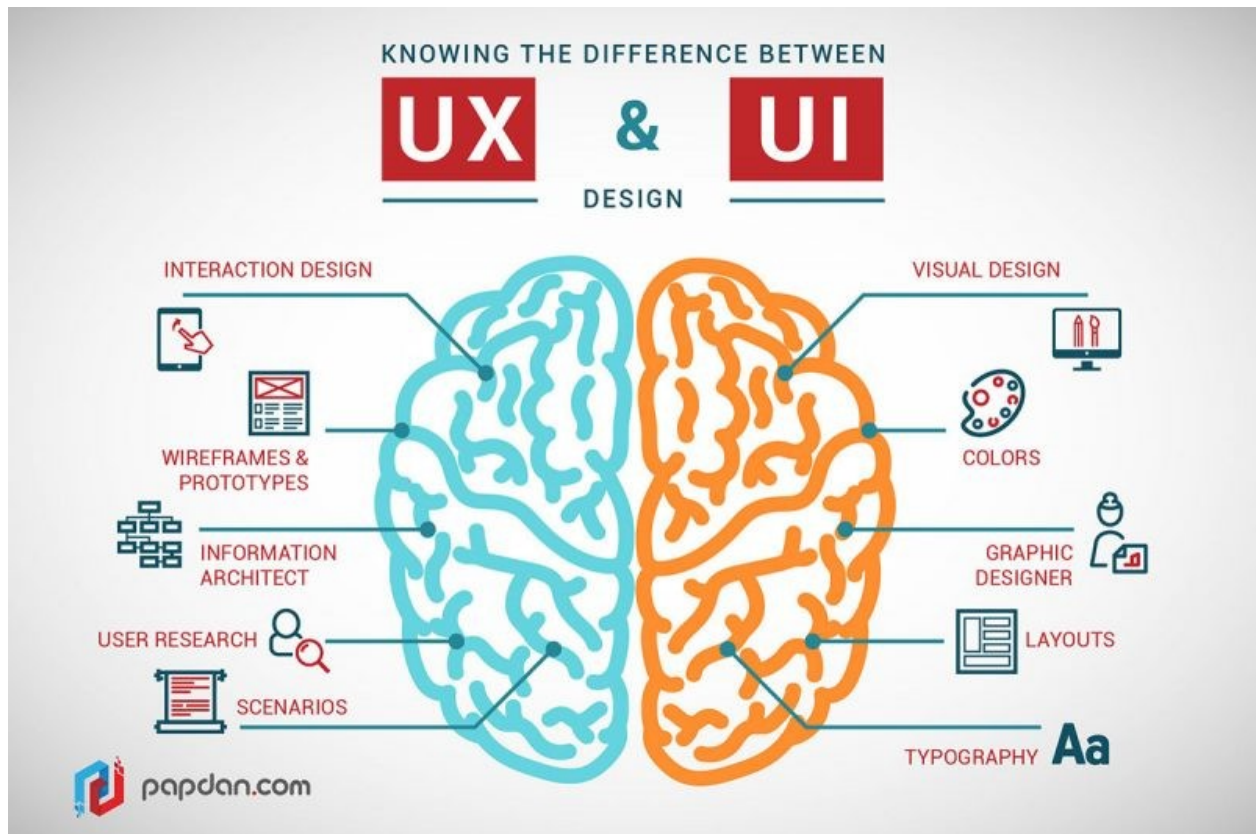 KNOWING THE DIFFERENCE BETWEEN
UX & UI
DESIGN
INTERACTION DESIGN
WIREFRAMES &
PROTOTYPES
INFORMATION
ARCHITECT
USER RESEARCH
SCENARIOS
VISUAL DESIGN
COLORS
GRAPHIC
DESIGNER
LAYOUTS
TYPOGRAPHY Aa
papdan.com